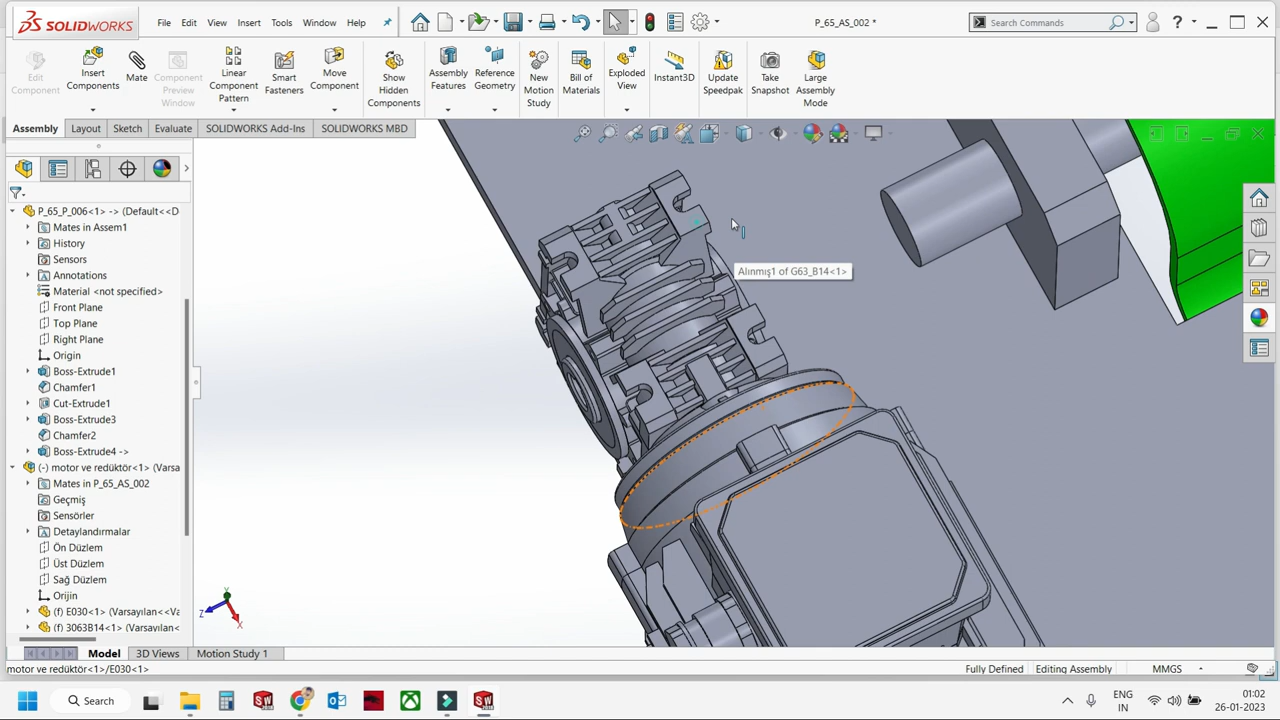 SOLIDWORKS
File
Edit
View
Insert
Tools
Window
Help
P_65_AS_002 *
Search Commands
?
Edit
Component
Insert
Components
Mate
Component
Preview
Window
Linear
Component
Pattern
Smart
Fasteners
Move
Component
Show
Hidden
Components
Assembly
Features
Reference
Geometry
New
Motion
Study
Bill of
Materials
Exploded
View
Instant3D
Update
Speedpak
Take
Snapshot
Large
Assembly
Mode
Assembly
Layout
Sketch
Evaluate
SOLIDWORKS Add-Ins
SOLIDWORKS MBD
P_65_P_006<1> -> (Default<<D
Mates in Assem1
History
Sensors
Annotations
Material <not specified>
Front Plane
Top Plane
Right Plane
Origin
Boss-Extrude1
Chamfer1
Cut-Extrude1
Boss-Extrude3
Chamfer2
Boss-Extrude4 ->
(-) motor ve redüktör<1> (Varsa
Mates in P_65_AS_002
Geçmiş
Sensörler
Detaylandırmalar
Ön Düzlem
Üst Düzlem
Sağ Düzlem
Orijin
(f) E030<1> (Varsayılan<<Va
(f) 3063B14<1> (Varsayılan<
Alınmış1 of G63_B14<1>
Y
Z
X
Model
3D Views
Motion Study 1
motor ve redüktör<1>/E030<1>
Fully Defined
Editing Assembly
MMGS
Search
ENG
IN
01:02
26-01-2023